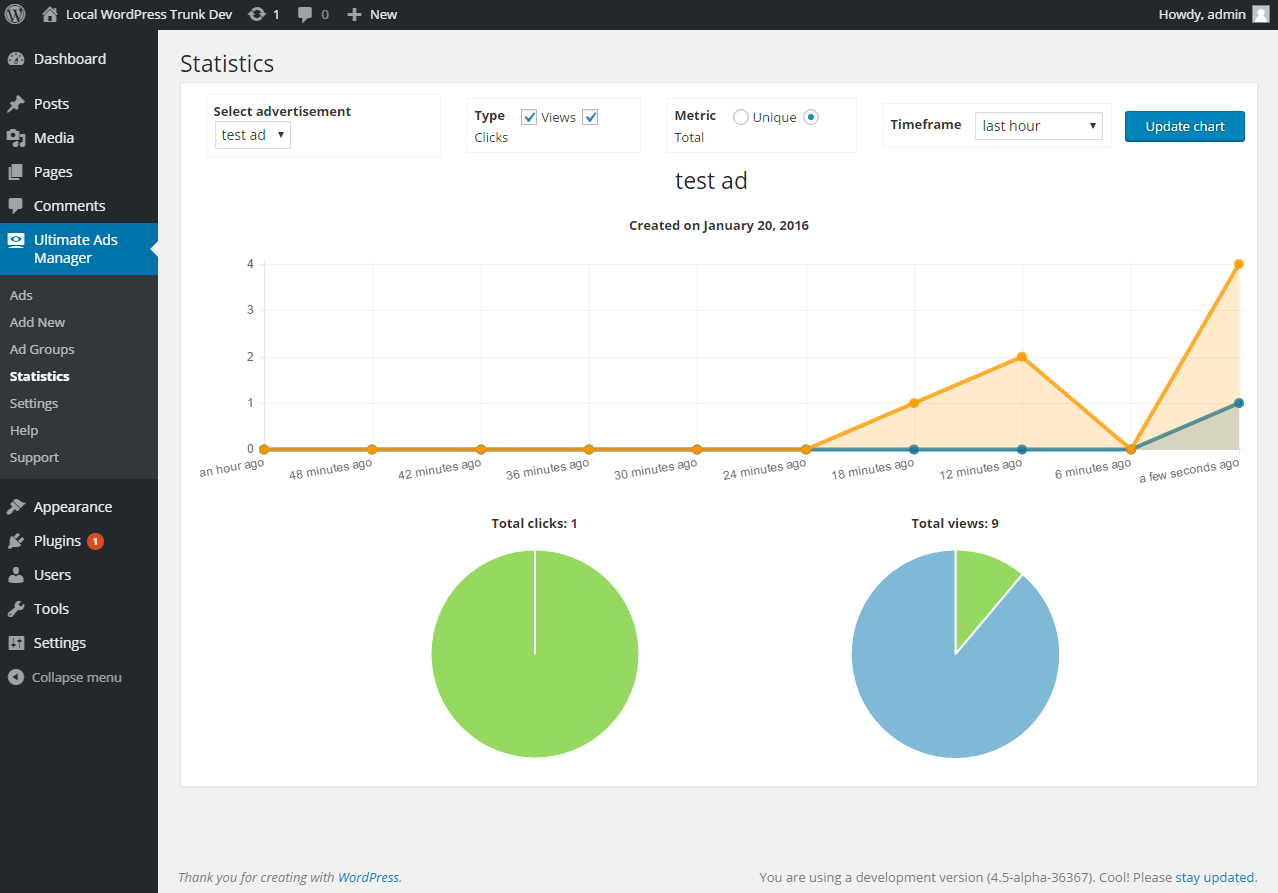 Local WordPress Trunk Dev 1 0 New Howdy, admin
Dashboard
Posts
Media
Pages
Comments
Ultimate Ads
Manager
Ads
Add New
Ad Groups
Statistics
Settings
Help
Support
Appearance
Plugins 1
Users
Tools
Settings
Collapse menu
Statistics
Select advertisement
test ad
Type Views
Clicks
Metric Unique
Total
Timeframe last hour
Update chart
test ad
Created on January 20, 2016
4
3
2
1
0
an hour ago 48 minutes ago 42 minutes ago 36 minutes ago 30 minutes ago 24 minutes ago 18 minutes ago 12 minutes ago 6 minutes ago a few seconds ago
Total clicks: 1 Total views: 9
Thank you for creating with WordPress. You are using a development version (4.5-alpha-36367). Cool! Please stay updated.